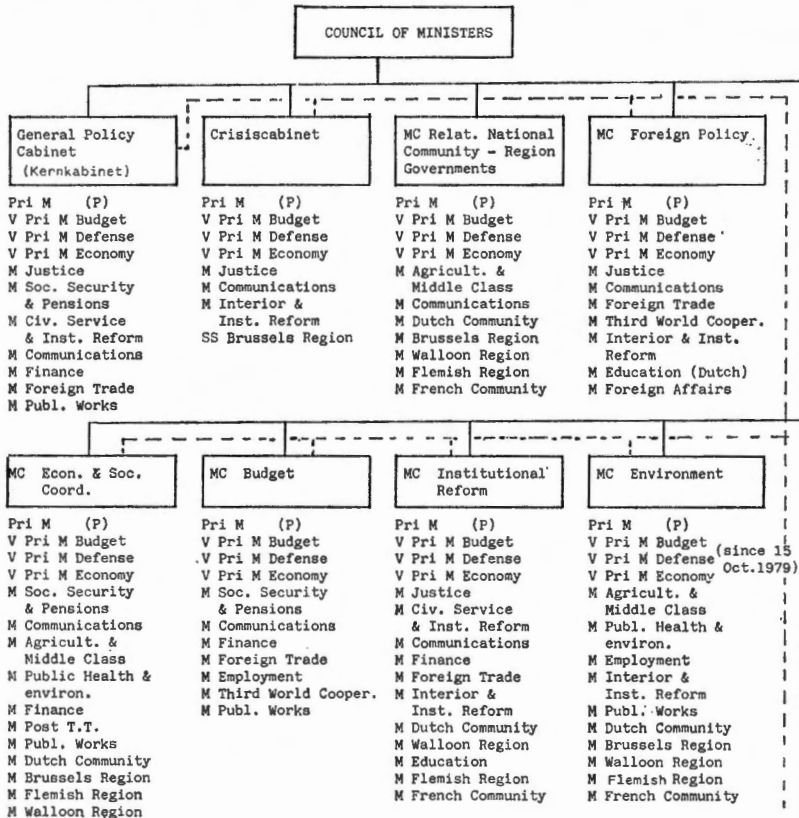 COUNCIL OF MINISTERS
General Policy
Cabinet
(Kernkabinet)
Pri M (P)
V Pri M Budget
V Pri M Defense
V Pri M Economy
M Justice
M Soc. Security
& Pensions
M Civ. Service
& Inst. Reform
M Communications
M Finance
M Foreign Trade
M Publ. Works
Crisiscabinet
Pri M (P)
V Pri M Budget
V Pri M Defense
V Pri M Economy
M Justice
M Communications
M Interior &
Inst. Reform
SS Brussels Region
MC Relat. National
Community - Region
Governments
Pri M (P)
V Pri M Budget
V Pri M Defense
V Pri M Economy
M Agricult. &
Middle Class
M Communications
M Dutch Community
M Brussels Region
M Walloon Region
M Flemish Region
M French Community
MC Foreign Policy
Pri M (P)
V Pri M Budget
V Pri M Defense
V Pri M Economy
M Justice
M Communications
M Foreign Trade
M Third World Cooper.
M Interior & Inst.
Reform
M Education (Dutch)
M Foreign Affairs
MC Econ. & Soc.
Coord.
Pri M (P)
V Pri M Budget
V Pri M Defense
V Pri M Economy
M Soc. Security
& Pensions
M Communications
M Agricult. &
Middle Class
M Public Health &
environ.
M Finance
M Post T.T.
M Publ. Works
M Dutch Community
M Brussels Region
M Flemish Region
M Walloon Region
MC Budget
Pri M (P)
V Pri M Budget
V Pri M Defense
V Pri M Economy
M Soc. Security
& Pensions
M Communications
M Finance
M Foreign Trade
M Employment
M Third World Cooper.
M Publ. Works
MC Institutional
Reform
Pri M (P)
V Pri M Budget
V Pri M Defense
V Pri M Economy
M Justice
M Civ. Service
& Inst. Reform
M Communications
M Finance
M Foreign Trade
M Interior &
Inst. Reform
M Dutch Community
M Walloon Region
M Education
M Flemish Region
M French Community
MC Environment
Pri M (P)
V Pri M Budget
V Pri M Defense (since 15
V Pri M Economy Oct.1979)
M Agricult. &
Middle Class
M Publ. Health &
environ.
M Employment
M Interior &
Inst. Reform
M Publ. Works
M Dutch Community
M Brussels Region
M Walloon Region
M Flemish Region
M French Community